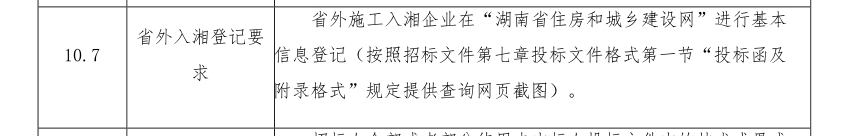 10.7
省外入湘登记要
求
省外施工入湘企业在“湖南省住房和城乡建设网”进行基本
信息登记（按照招标文件第七章投标文件格式第一节“投标函及
附录格式”规定提供查询网页截图）。